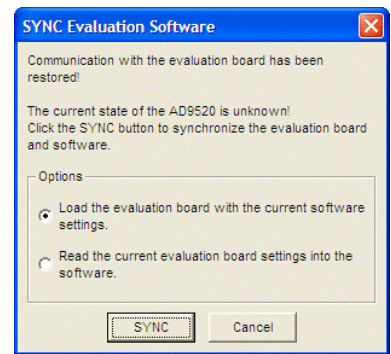 SYNC Evaluation Software
Communication with the evaluation board has been
restored!
The current state of the AD9520 is unknown!
Click the SYNC button to synchronize the evaluation board
and software.
Options
Load the evaluation board with the current software
settings.
Read the current evaluation board settings into the
software.
SYNC
Cancel